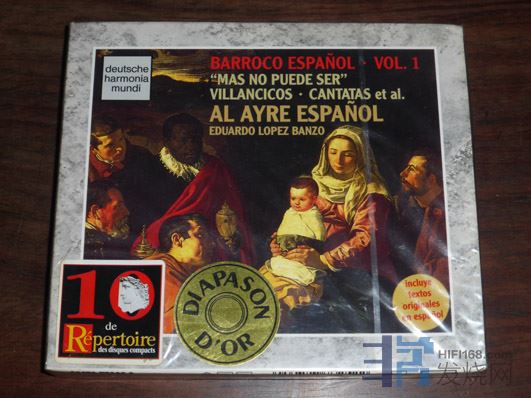 deutsche
harmonia
mundi
BARROCO ESPAÑOL · VOL. 1
"MAS NO PUEDE SER"
VILLANCICOS · CANTATAS et al.
AL AYRE ESPAÑOL
EDUARDO LOPEZ BANZO
10
de
Répertoire
des disques compacts
DIAPASON
D'OR
Incluye
textos
originales
en español
HIFI168.com
发烧网